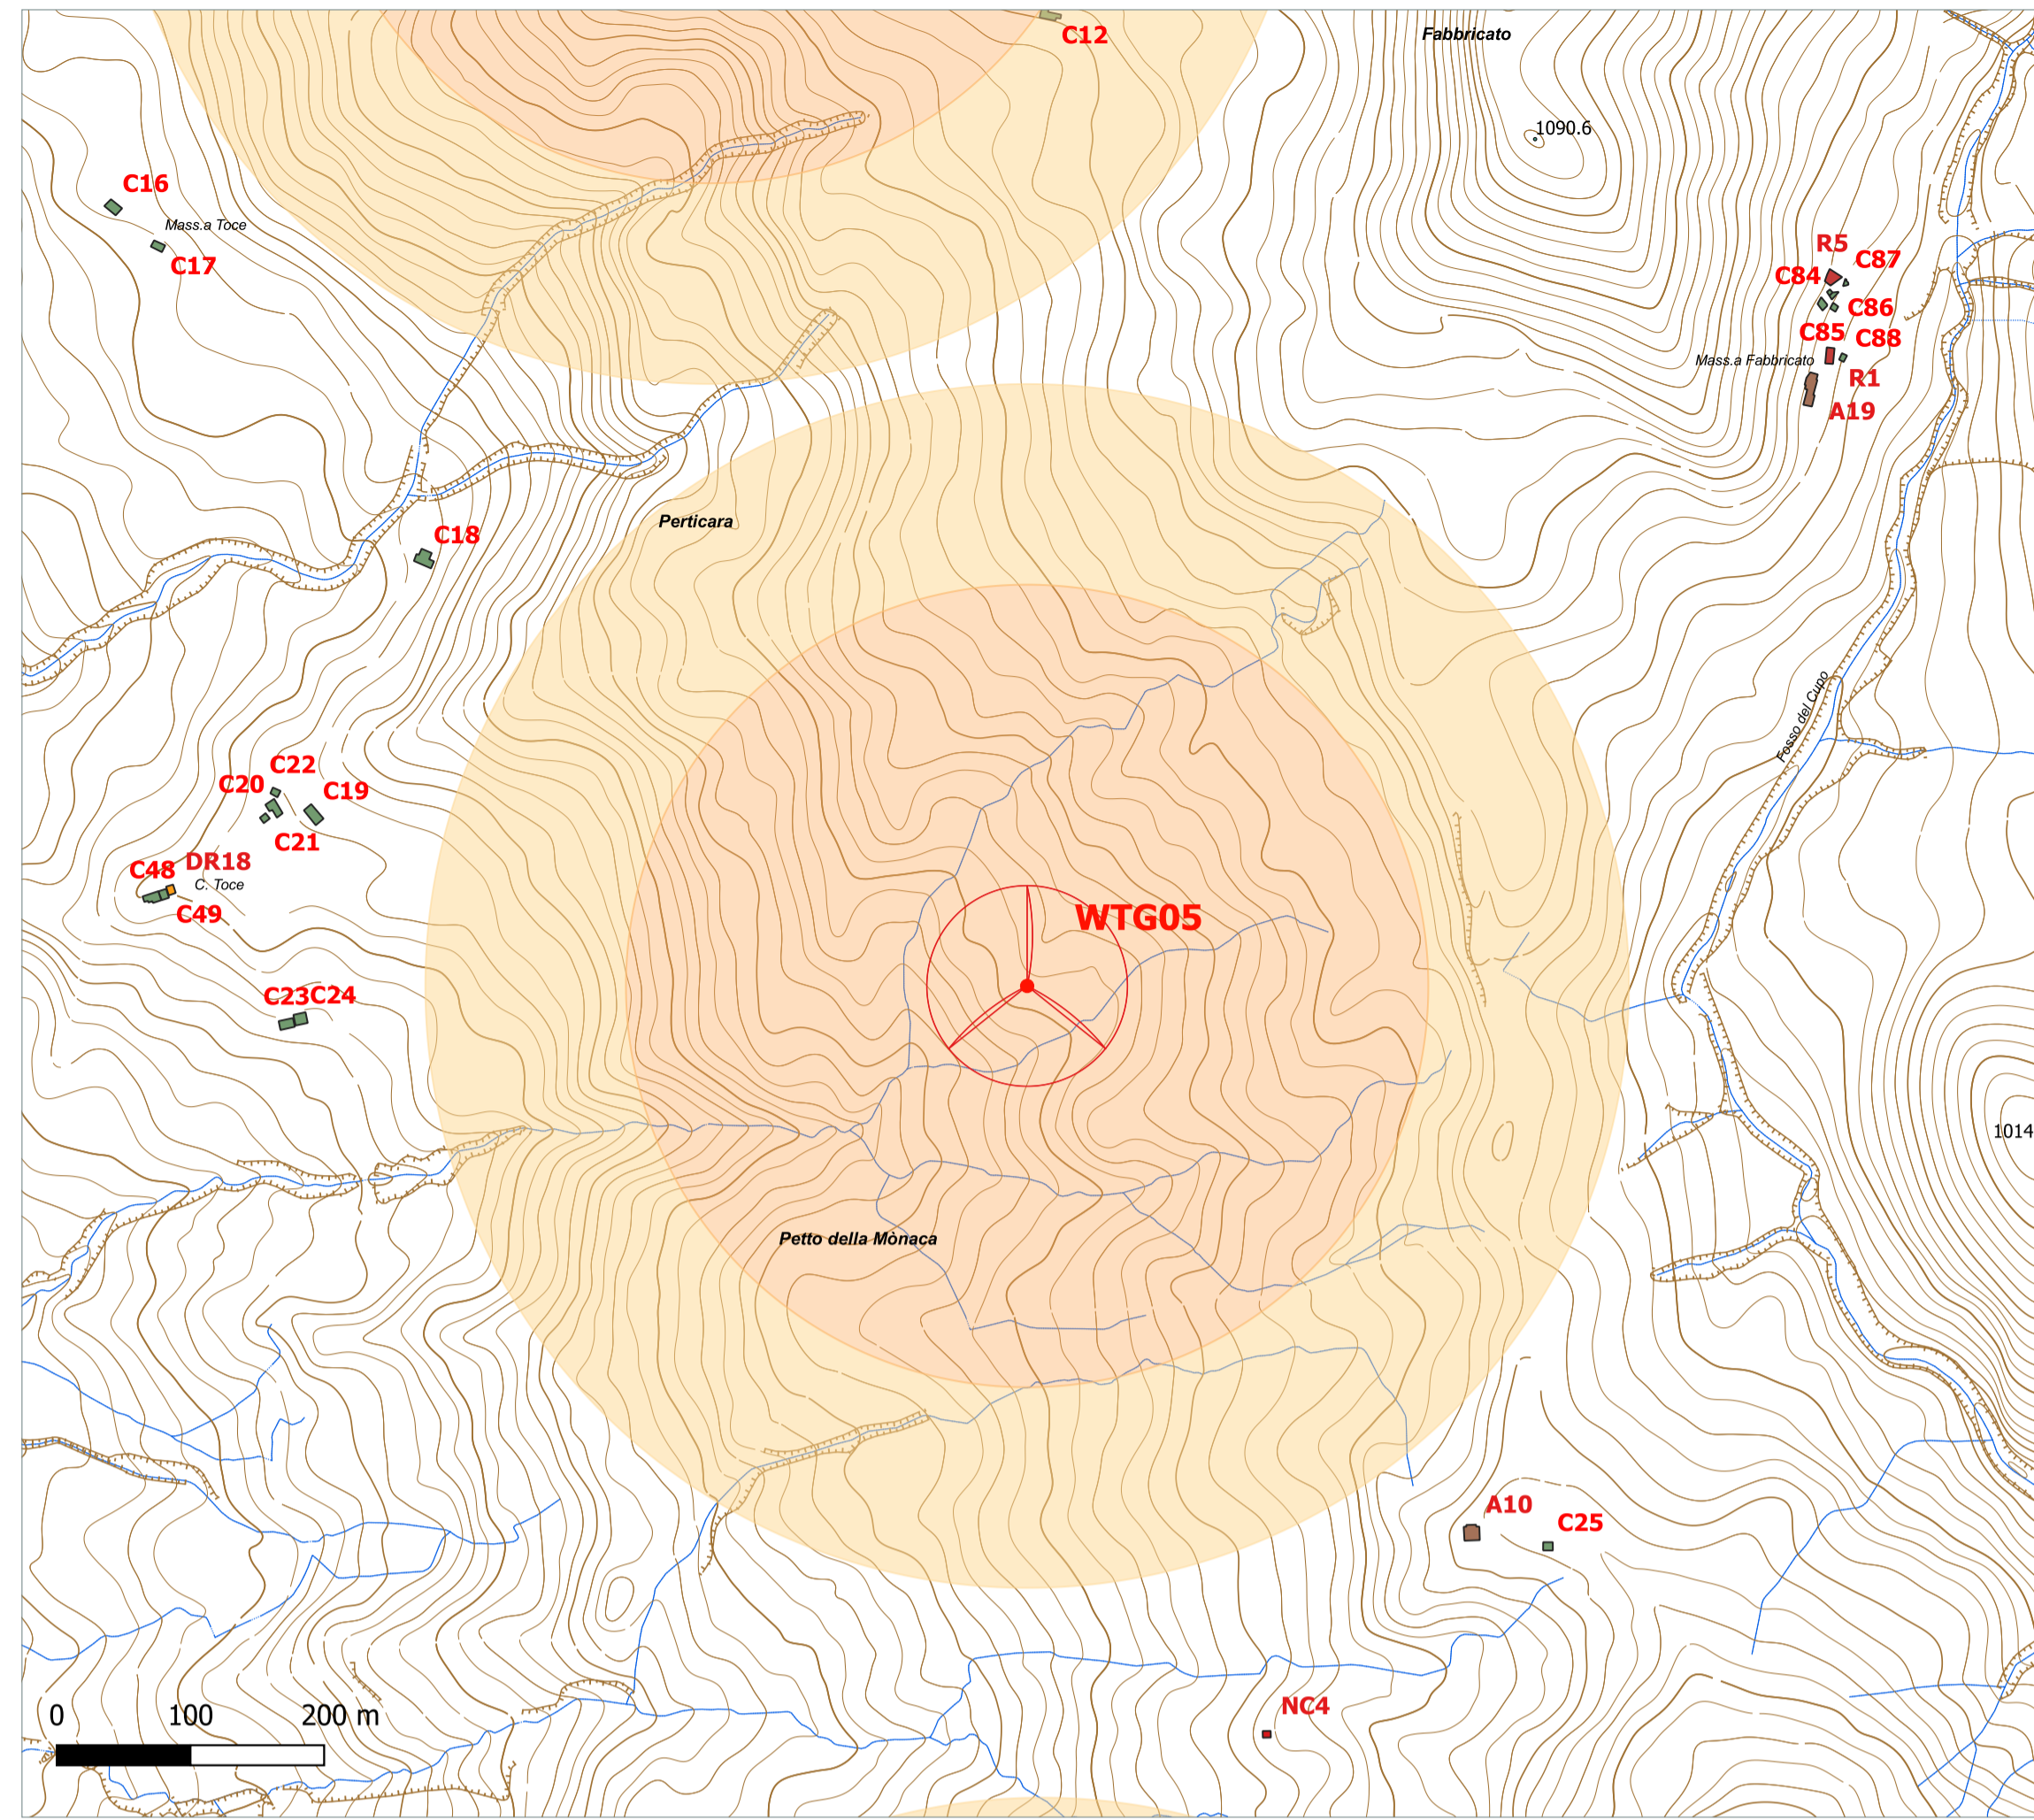 C12
Fabbricato
1090.6
C16
Mass.a Toce
C17
R5
C87
C84
C86
C85
C88
Mass.a Fabbricato
R1
A19
Perticara
C18
Fosso del Cupo
C22
C20
C19
C21
C48
DR18
C. Toce
C49
WTG05
C23
C24
1014
Petto della Mònaca
A10
C25
NC4
0 100 200 m